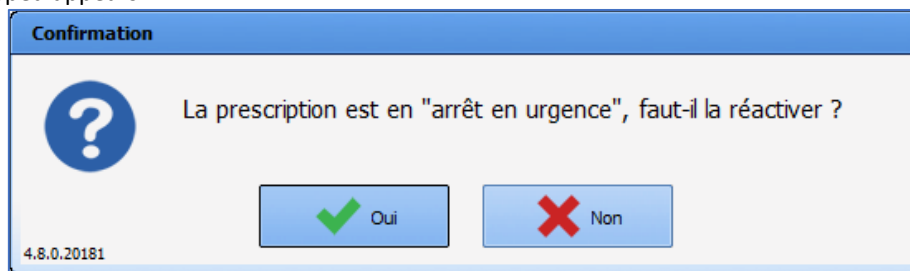 Confirmation
La prescription est en "arrêt en urgence", faut-il la réactiver ?
Oui
Non
4.8.0.20181